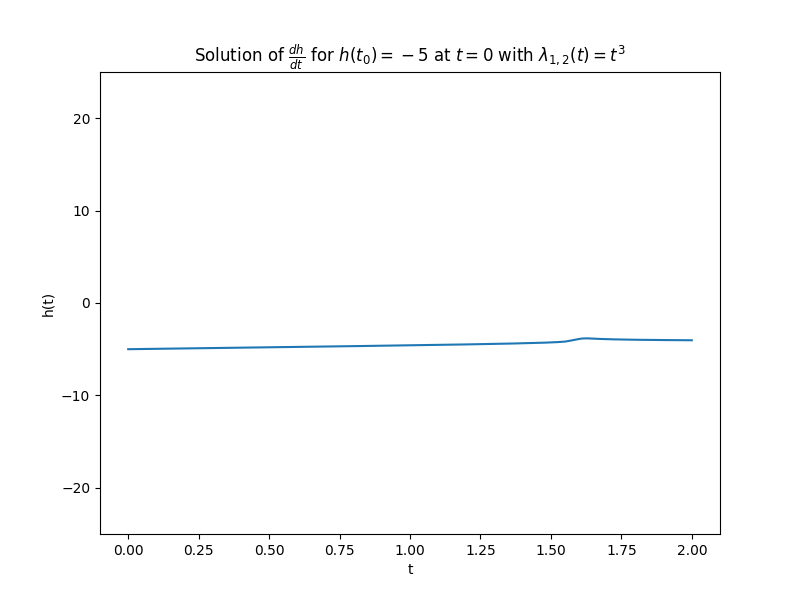 Solution of $\frac{dh}{dt}$ for $h(t_0) = -5$ at $t = 0$ with $\lambda_{1,2}(t) = t^3$
20
10
0
−10
−20
h(t)
0.00 0.25 0.50 0.75 1.00 1.25 1.50 1.75 2.00
t